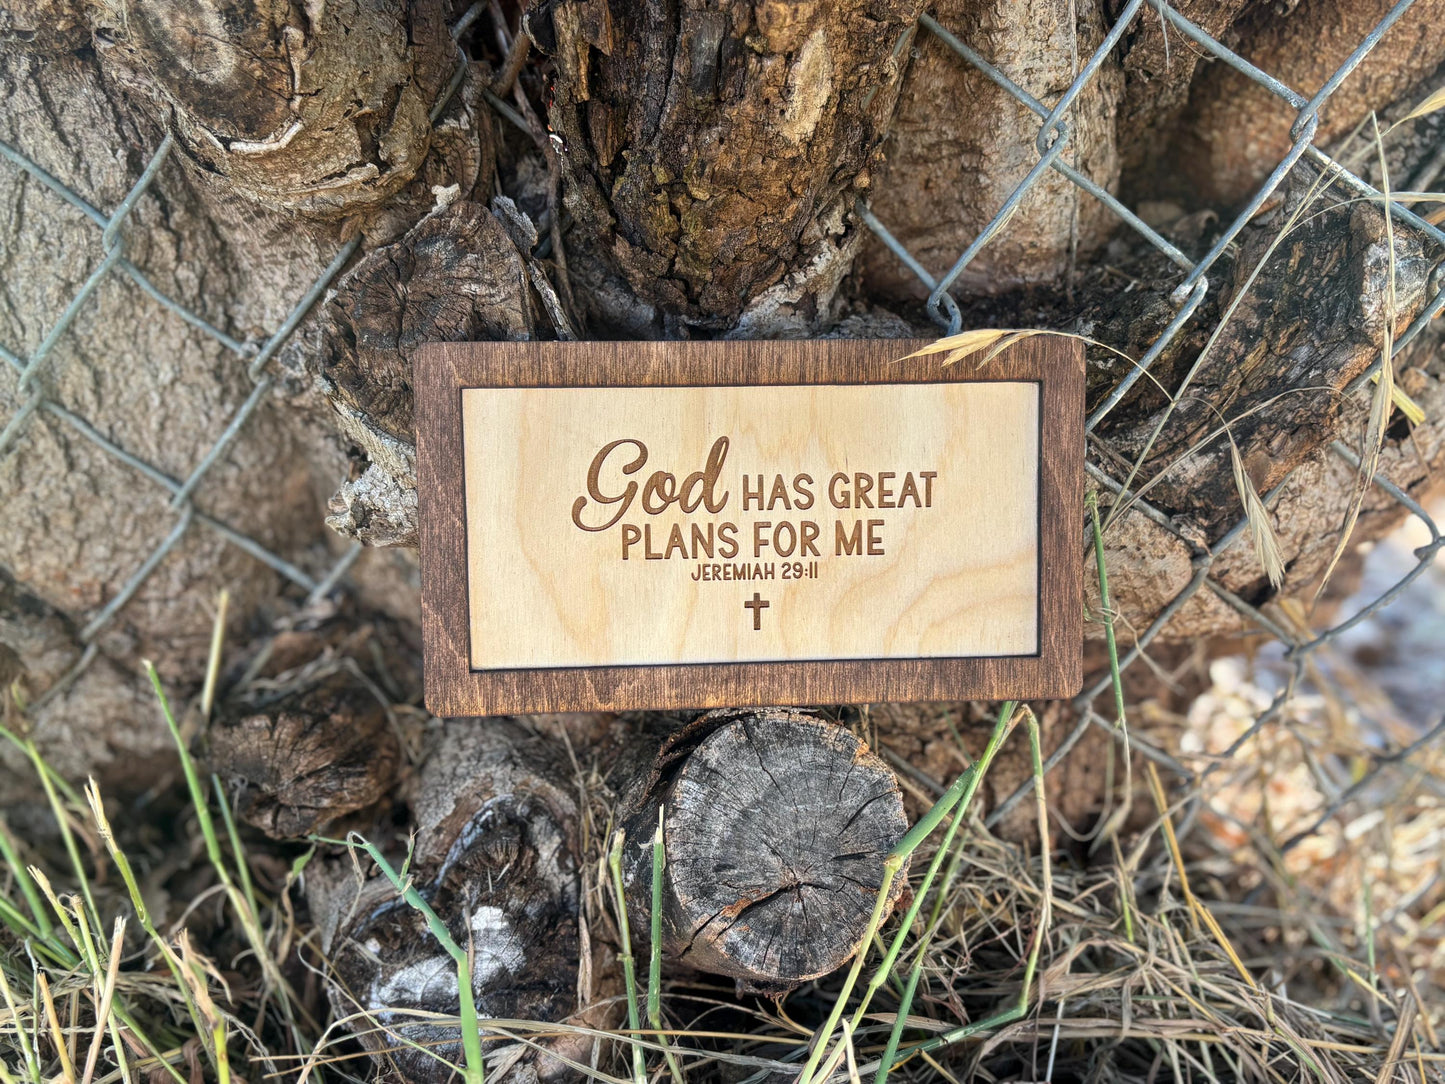 God HAS GREAT
PLANS FOR ME
JEREMIAH 29:11